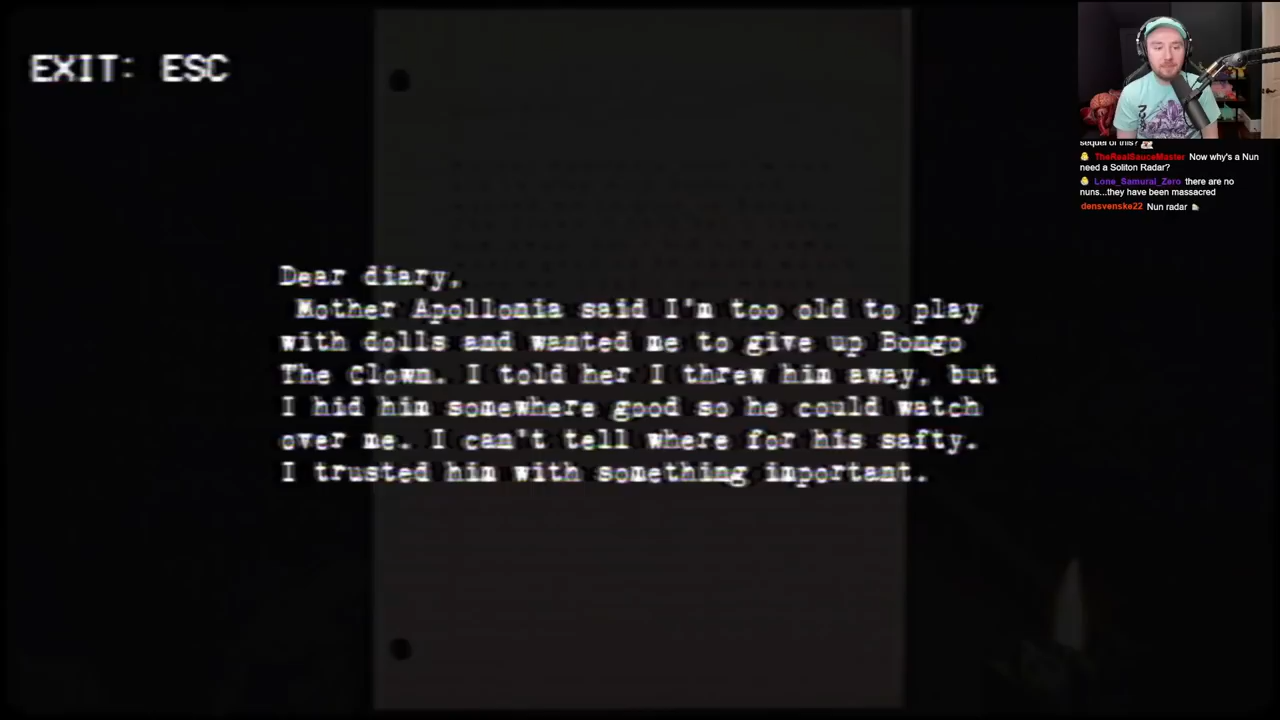 EXIT: ESC
Dear diary,
Mother Apollonia said I'm too old to play
with dolls and wanted me to give up Bongo
The Clown. I told her I threw him away, but
I hid him somewhere good so he could watch
over me. I can't tell where for his safty.
I trusted him with something important.
sequel of this?
TheRealSauceMaster Now why's a Nun
need a Soliton Radar?
Lone_Samurai_Zero there are no
nuns...they have been massacred
densvenske22 Nun radar